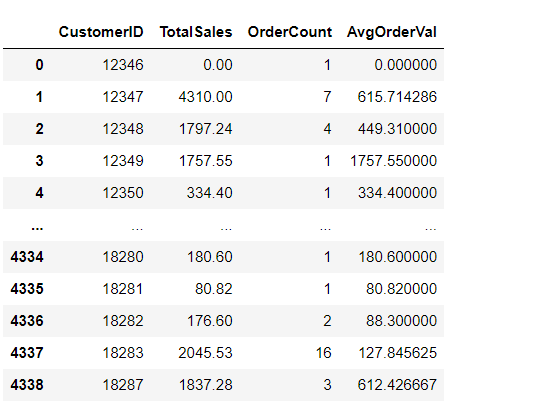 CustomerID TotalSales OrderCount AvgOrderVal
0 12346 0.00 1 0.000000
1 12347 4310.00 7 615.714286
2 12348 1797.24 4 449.310000
3 12349 1757.55 1 1757.550000
4 12350 334.40 1 334.400000
... ... ... ... ...
4334 18280 180.60 1 180.600000
4335 18281 80.82 1 80.820000
4336 18282 176.60 2 88.300000
4337 18283 2045.53 16 127.845625
4338 18287 1837.28 3 612.426667